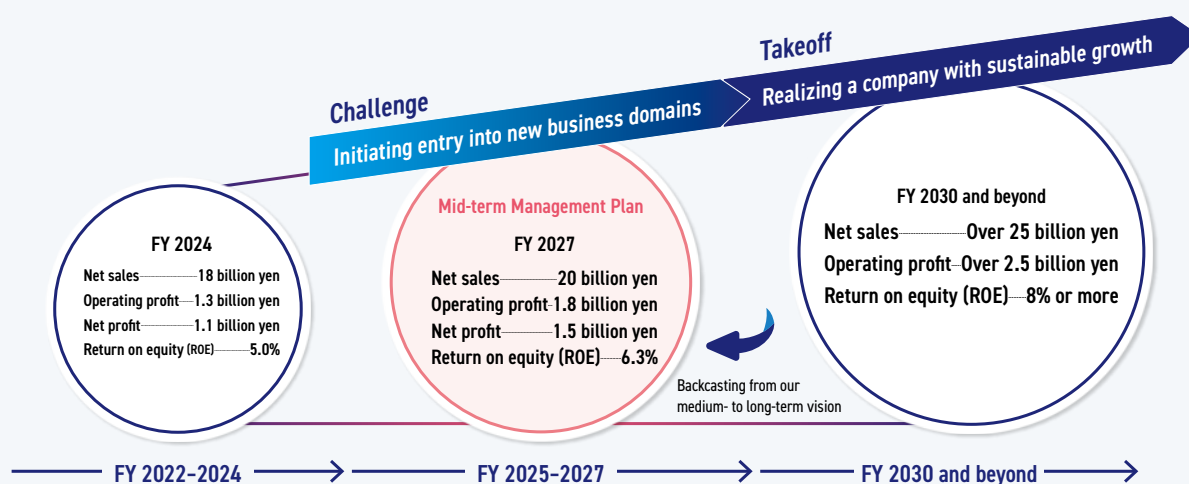 Takeoff
Realizing a company with sustainable growth
Challenge
Initiating entry into new business domains
FY 2024
Net sales 18 billion yen
Operating profit 1.3 billion yen
Net profit 1.1 billion yen
Return on equity (ROE) 5.0%
Mid-term Management Plan
FY 2027
Net sales 20 billion yen
Operating profit 1.8 billion yen
Net profit 1.5 billion yen
Return on equity (ROE) 6.3%
Backcasting from our
medium- to long-term vision
FY 2030 and beyond
Net sales Over 25 billion yen
Operating profit Over 2.5 billion yen
Return on equity (ROE) 8% or more
FY 2022–2024
FY 2025–2027
FY 2030 and beyond